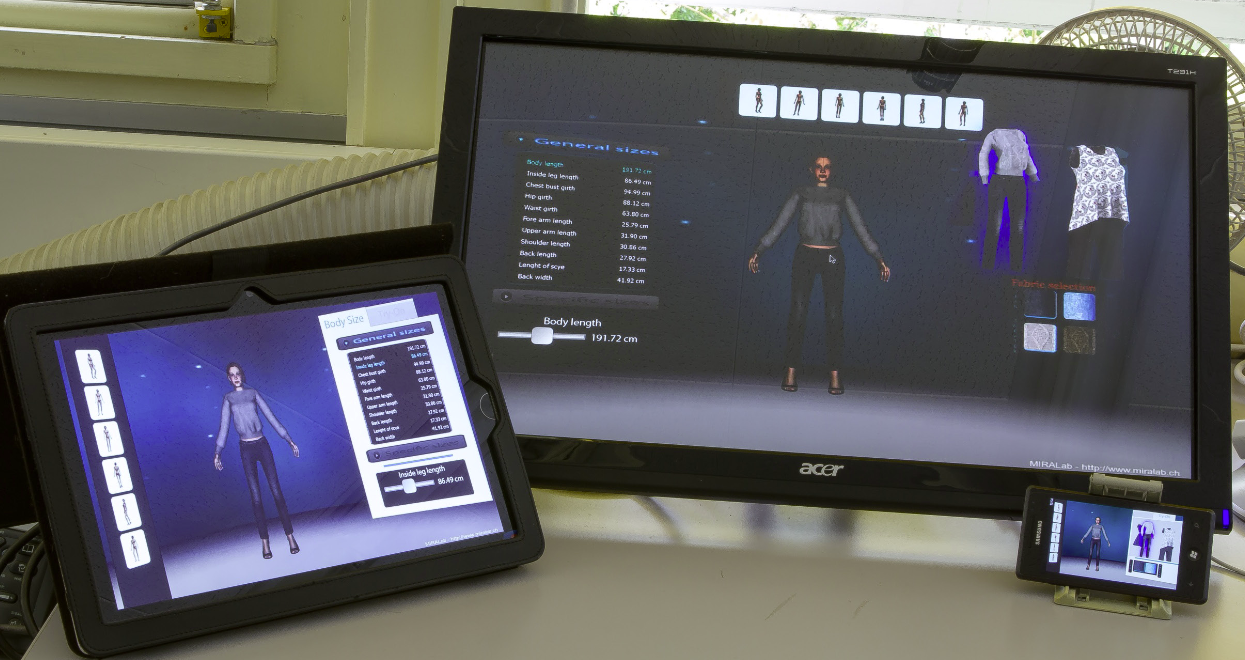 T231H
General sizes
Body length 191.72 cm
Inside leg length 86.49 cm
Chest bust girth 94.99 cm
Hip girth 88.12 cm
Waist girth 63.80 cm
Fore arm length 25.79 cm
Upper arm length 31.90 cm
Shoulder length 30.86 cm
Back length 27.92 cm
Lenght of scye 17.33 cm
Back width 41.92 cm
Body length
191.72 cm
Fabric selection
MIRALab - http://www.miralab.ch
acer
Body Size
General sizes
Body length 191.72 cm
Inside leg length 86.49 cm
Chest bust girth
Hip girth 88.12 cm
Waist girth 63.80 cm
Fore arm length 25.79 cm
Upper arm length 31.90 cm
Shoulder length 30.86 cm
Back length 27.92 cm
Lenght of scye 17.33 cm
Back width
Inside leg length
86.49 cm
SAMSUNG